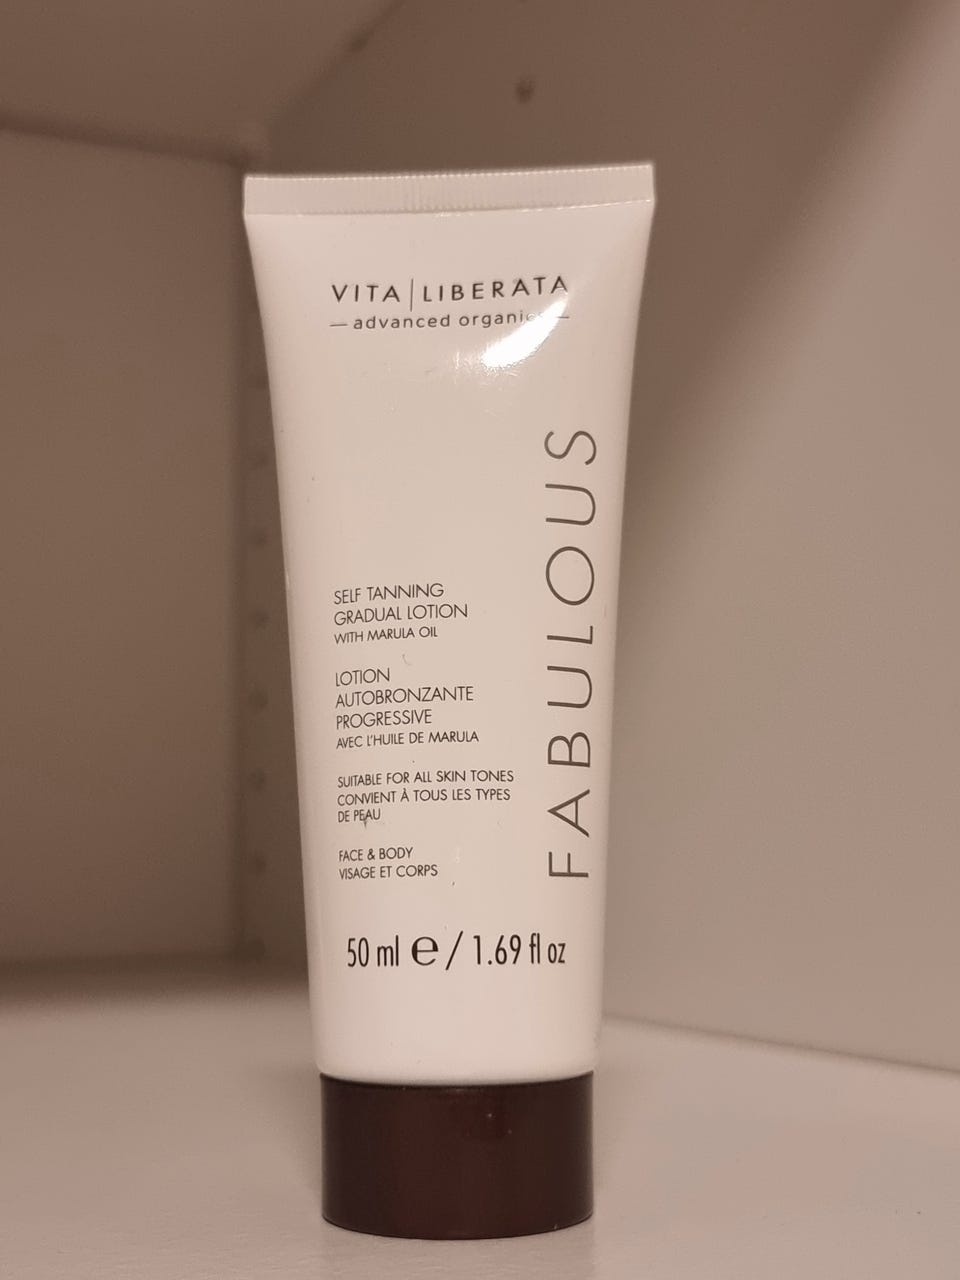 VITA | LIBERATA
— advanced organics —
SELF TANNING
GRADUAL LOTION
WITH MARULA OIL
LOTION
AUTOBRONZANTE
PROGRESSIVE
AVEC L'HUILE DE MARULA
SUITABLE FOR ALL SKIN TONES
CONVIENT À TOUS LES TYPES
DE PEAU
FACE & BODY
VISAGE ET CORPS
FABULOUS
50 ml ℮ / 1.69 fl oz